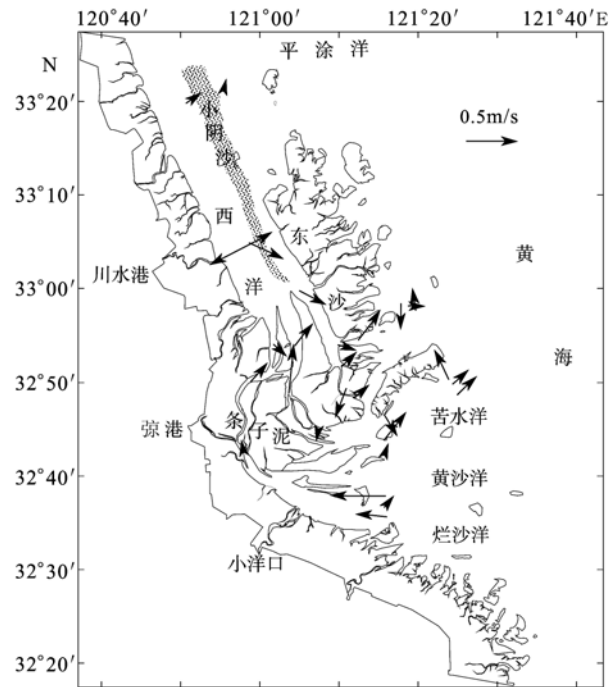 120°40′ 121°00′ 121°20′ 121°40′E
平涂洋
N
33°20′
0.5m/s
小阴沙
33°10′
西洋
东沙
黄海
川水港
33°00′
32°50′
苦水洋
弶港
条子泥
32°40′
黄沙洋
烂沙洋
32°30′
小洋口
32°20′